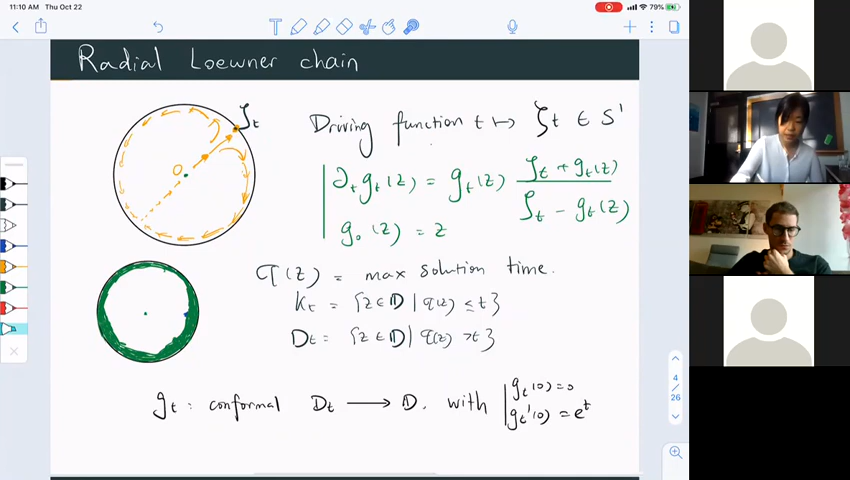 11:10 AM Thu Oct 22
79%
Radial Loewner chain
ζt
0
Driving function t ↦ ζt ∈ S¹
∂t gt(z) = gt(z) (ζt + gt(z)) / (ζt − gt(z))
g₀(z) = z
τ(z) = max solution time.
Kt = {z ∈ 𝔻 | τ(z) ≤ t}
Dt = {z ∈ 𝔻 | τ(z) > t}
gt : conformal Dt ⟶ 𝔻. with | gt(0) = 0
gt'(0) = e^t
4
/
26